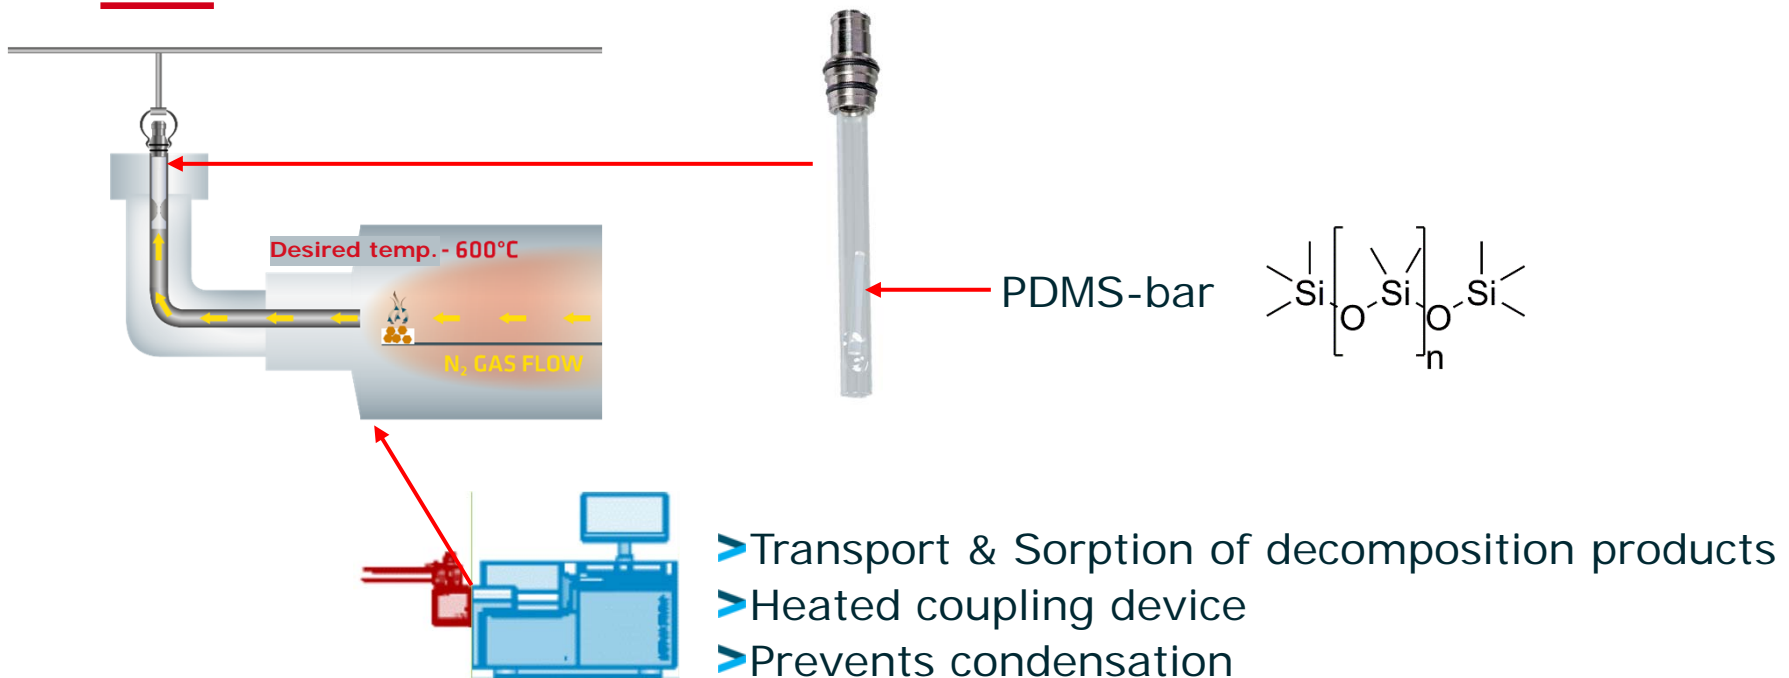 Desired temp. - 600°C
N₂ GAS FLOW
PDMS-bar
Si Si Si
O O
n
>Transport & Sorption of decomposition products
>Heated coupling device
>Prevents condensation